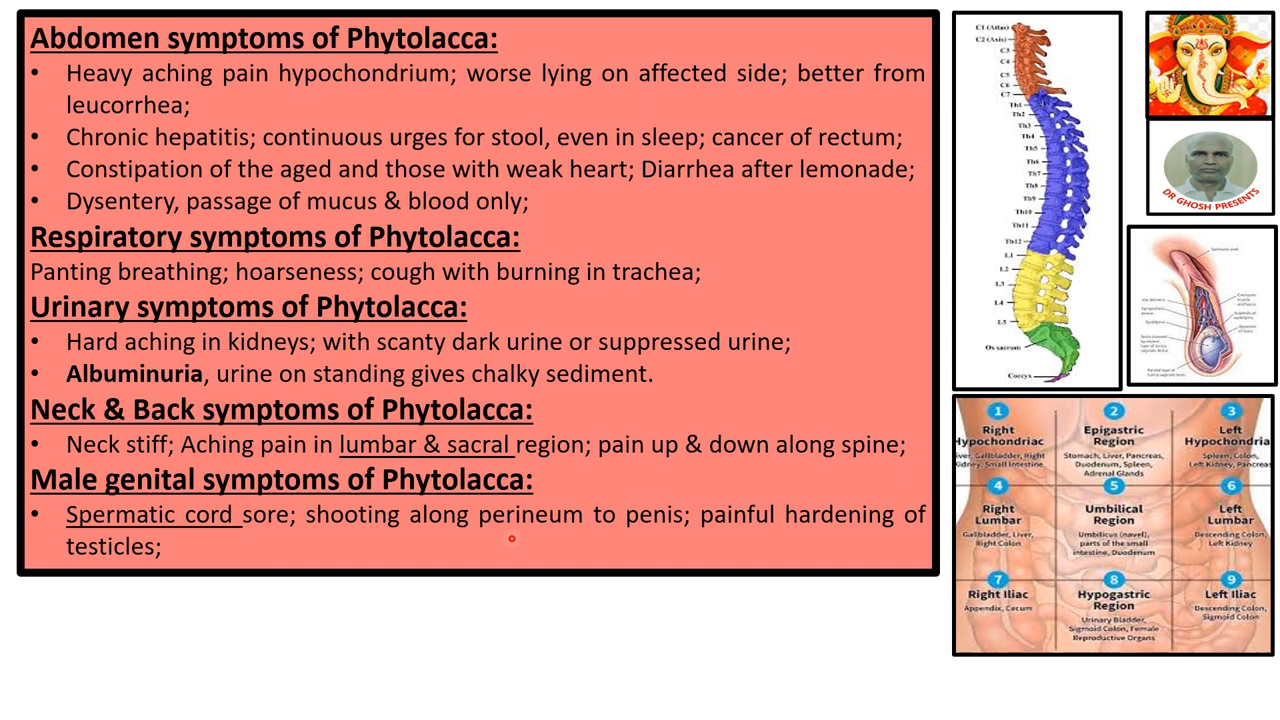 Abdomen symptoms of Phytolacca:
• Heavy aching pain hypochondrium; worse lying on affected side; better from
leucorrhea;
• Chronic hepatitis; continuous urges for stool, even in sleep; cancer of rectum;
• Constipation of the aged and those with weak heart; Diarrhea after lemonade;
• Dysentery, passage of mucus & blood only;
Respiratory symptoms of Phytolacca:
Panting breathing; hoarseness; cough with burning in trachea;
Urinary symptoms of Phytolacca:
• Hard aching in kidneys; with scanty dark urine or suppressed urine;
• Albuminuria, urine on standing gives chalky sediment.
Neck & Back symptoms of Phytolacca:
• Neck stiff; Aching pain in lumbar & sacral region; pain up & down along spine;
Male genital symptoms of Phytolacca:
• Spermatic cord sore; shooting along perineum to penis; painful hardening of
testicles;
C1 (Atlas)
C2 (Axis)
C3
C4
C5
C6
C7
Th1
Th2
Th3
Th4
Th5
Th6
Th7
Th8
Th9
Th10
Th11
Th12
L1
L2
L3
L4
L5
Os sacrum
Coccyx
DR GHOSH PRESENTS
Spermatic cord
1
Right
Hypochondriac
iver, Gallbladder, Right
Kidney, Small Intestine
2
Epigastric
Region
Stomach, Liver, Pancreas,
Duodenum, Spleen,
Adrenal Glands
3
Left
Hypochondria
Spleen, Colon,
Left Kidney, Pancreas
4
Right
Lumbar
Gallbladder, Liver,
Right Colon
5
Umbilical
Region
Umbilicus (navel),
parts of the small
intestine, Duodenum
6
Left
Lumbar
Descending Colon,
Left Kidney
7
Right Iliac
Appendix, Cecum
8
Hypogastric
Region
Urinary Bladder,
Sigmoid Colon, Female
Reproductive Organs
9
Left Iliac
Descending Colon,
Sigmoid Colon